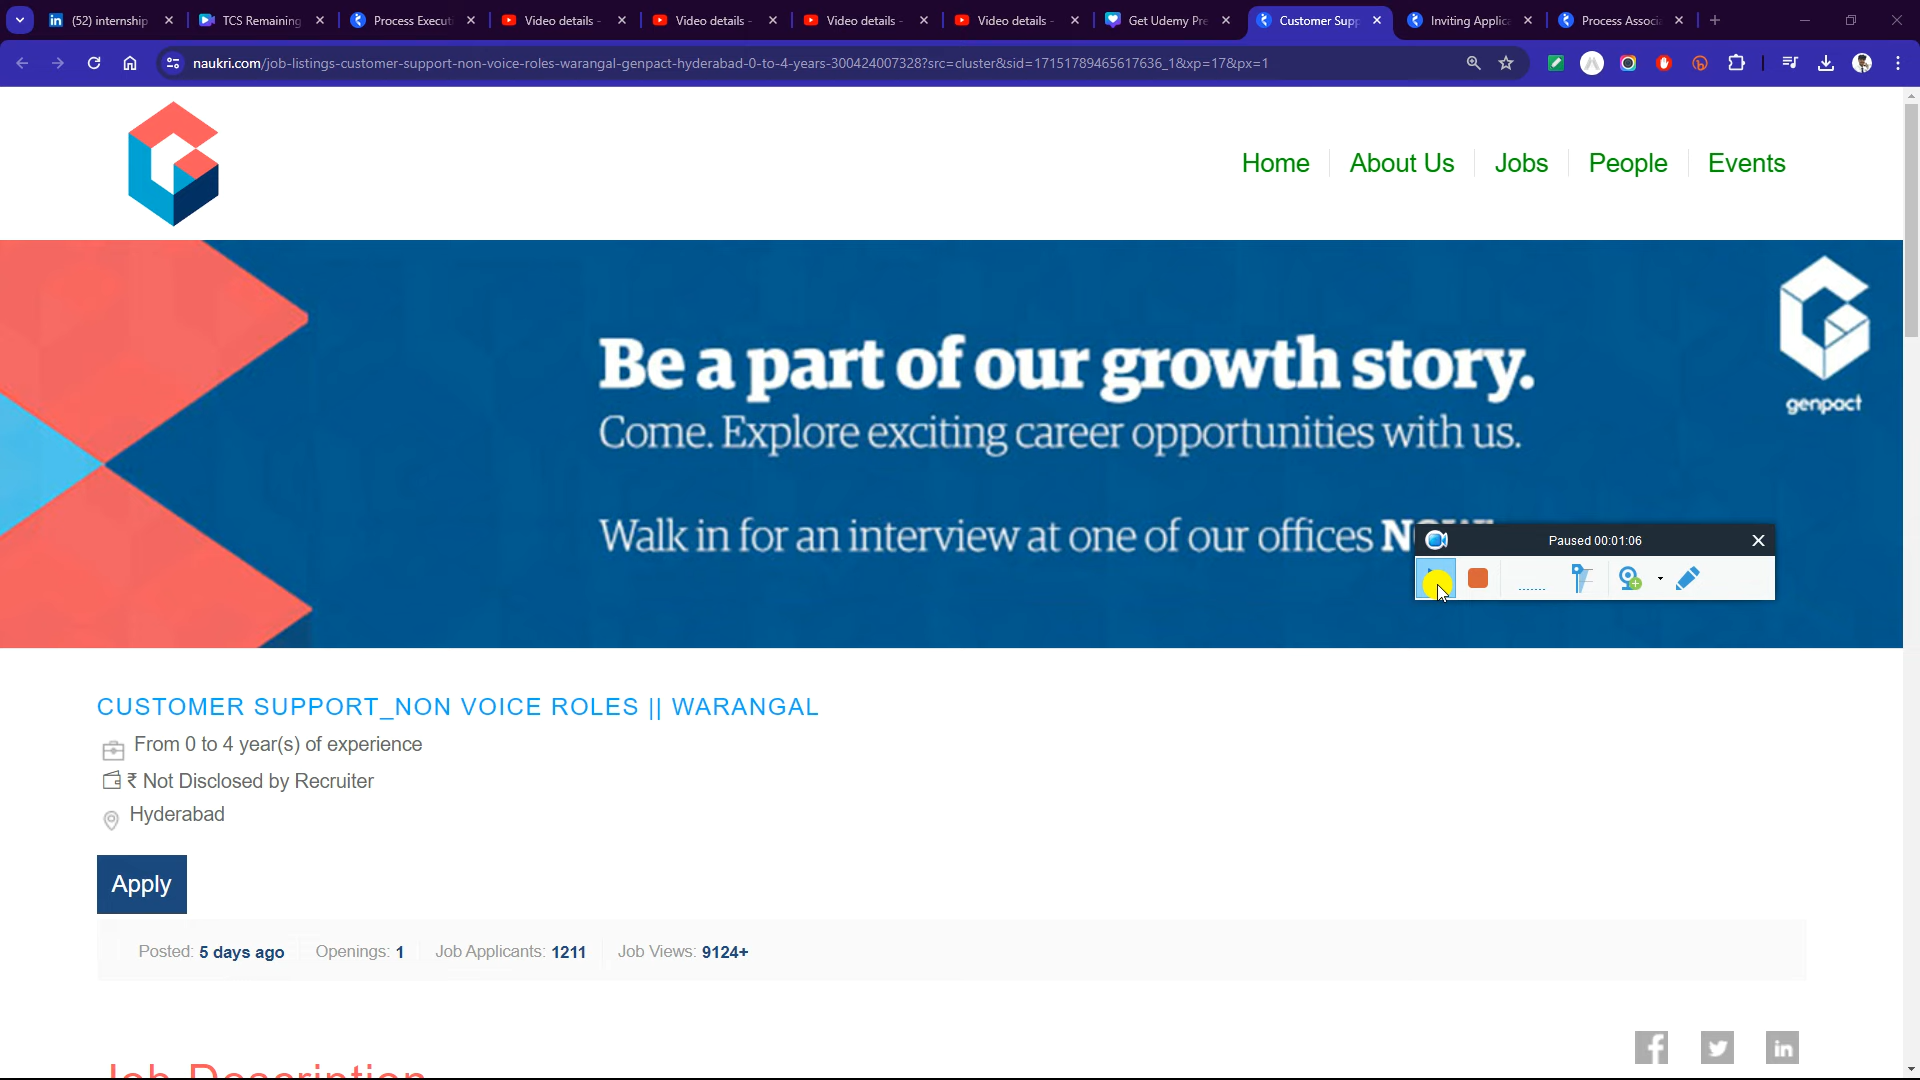 (52) internship
TCS Remaining
Process Executi
Video details -
Video details -
Video details -
Video details -
Get Udemy Pre
Customer Supp
Inviting Applica
Process Associa
naukri.com/job-listings-customer-support-non-voice-roles-warangal-genpact-hyderabad-0-to-4-years-300424007328?src=cluster&sid=17151789465617636_1&xp=17&px=1
Home
About Us
Jobs
People
Events
Be a part of our growth story.
Come. Explore exciting career opportunities with us.
Walk in for an interview at one of our offices
genpact
Paused 00:01:06
CUSTOMER SUPPORT_NON VOICE ROLES || WARANGAL
From 0 to 4 year(s) of experience
₹ Not Disclosed by Recruiter
Hyderabad
Apply
Posted: 5 days ago
Openings: 1
Job Applicants: 1211
Job Views: 9124+
Job Description